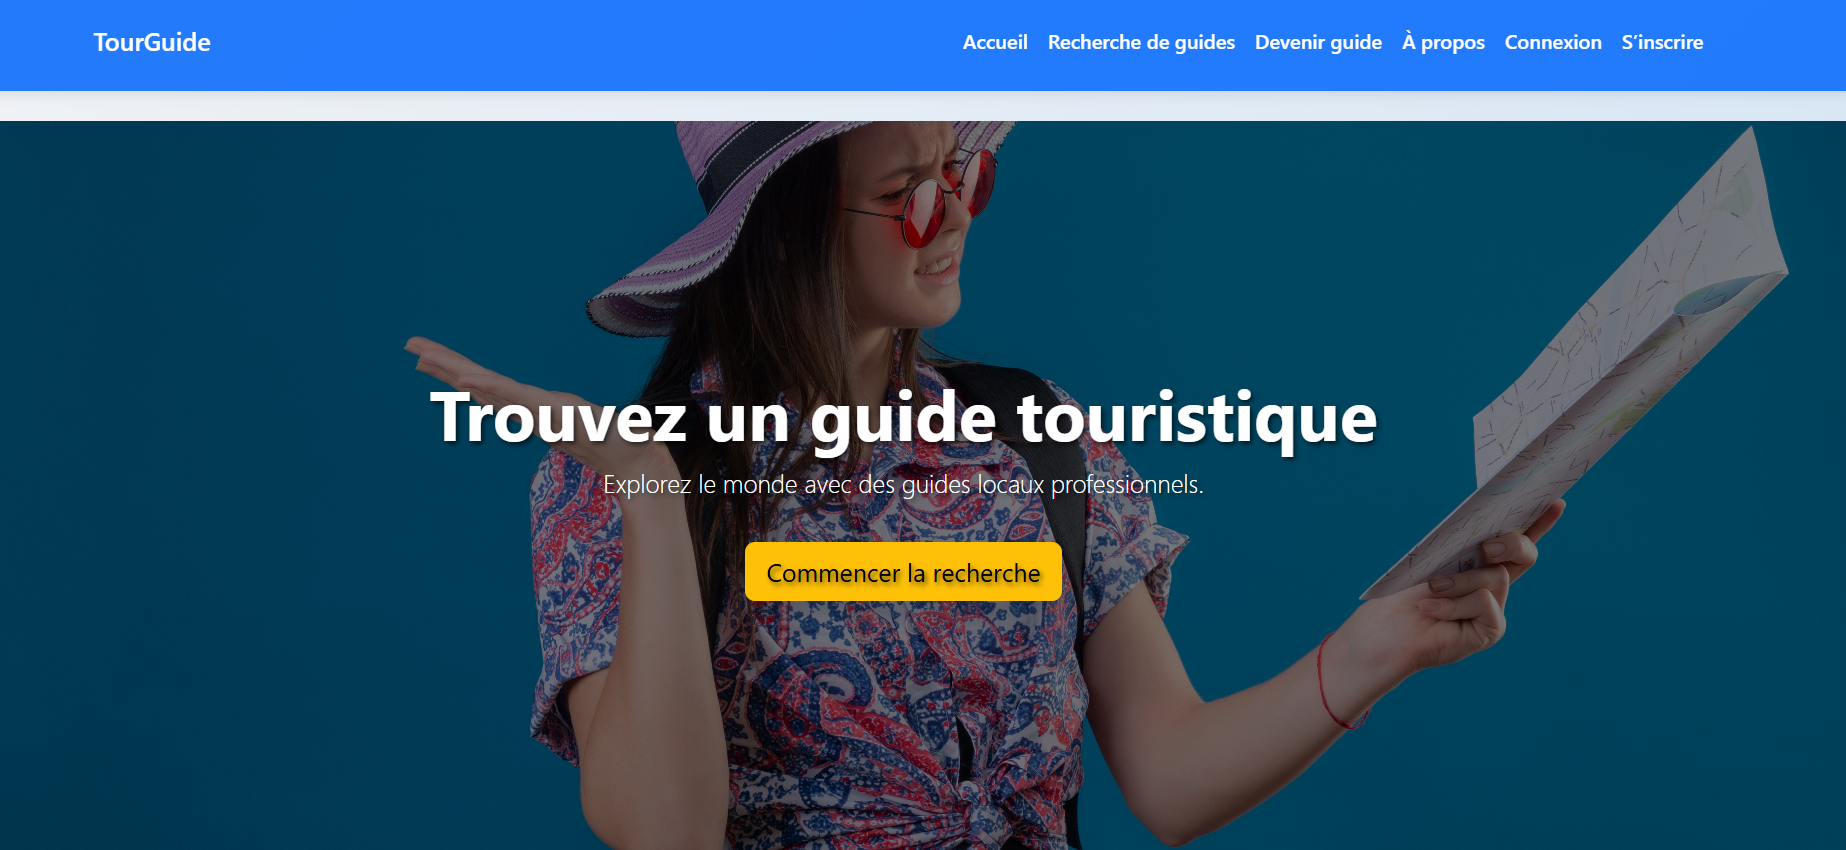 TourGuide
Accueil Recherche de guides Devenir guide À propos Connexion S'inscrire
Trouvez un guide touristique
Explorez le monde avec des guides locaux professionnels.
Commencer la recherche